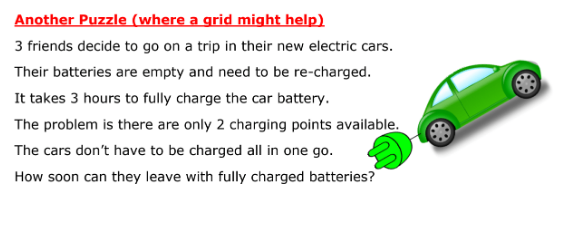 Another Puzzle (where a grid might help)
3 friends decide to go on a trip in their new electric cars.
Their batteries are empty and need to be re-charged.
It takes 3 hours to fully charge the car battery.
The problem is there are only 2 charging points available.
The cars don’t have to be charged all in one go.
How soon can they leave with fully charged batteries?